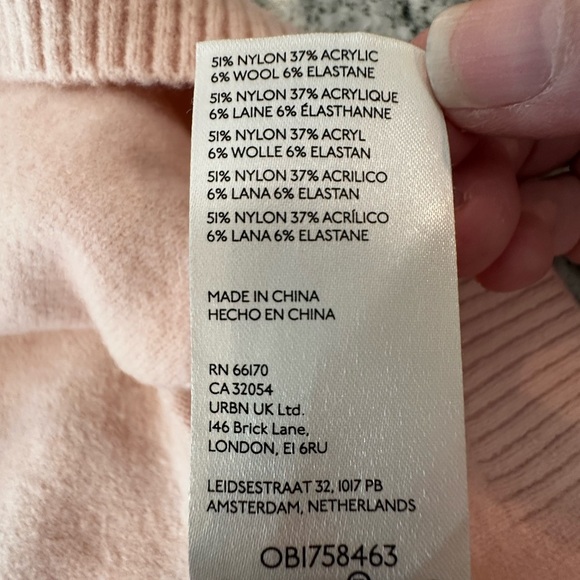 51% NYLON 37% ACRYLIC
6% WOOL 6% ELASTANE
51% NYLON 37% ACRYLIQUE
6% LAINE 6% ÉLASTHANNE
51% NYLON 37% ACRYL
6% WOLLE 6% ELASTAN
51% NYLON 37% ACRILICO
6% LANA 6% ELASTAN
51% NYLON 37% ACRÍLICO
6% LANA 6% ELASTANE
MADE IN CHINA
HECHO EN CHINA
RN 66170
CA 32054
URBN UK Ltd.
146 Brick Lane,
LONDON, E1 6RU
LEIDSESTRAAT 32, 1017 PB
AMSTERDAM, NETHERLANDS
OB1758463